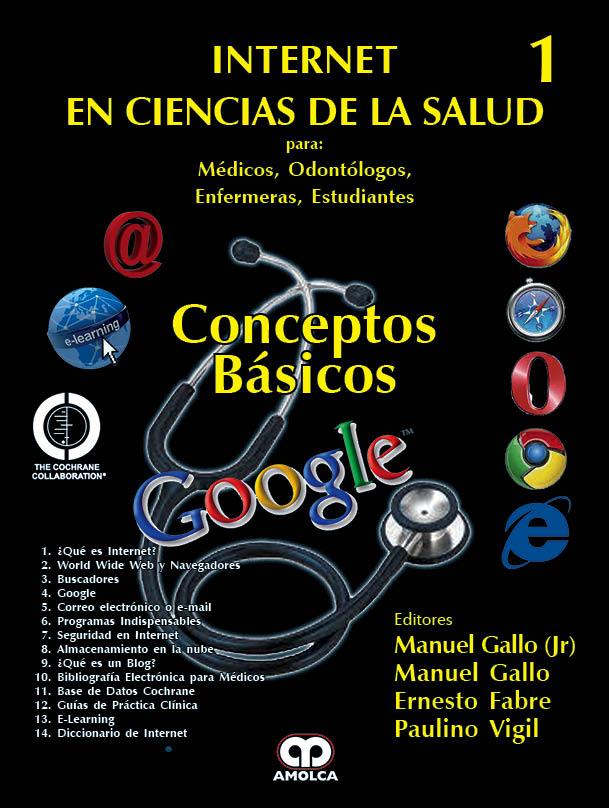 INTERNET
1
EN CIENCIAS DE LA SALUD
para:
Médicos, Odontólogos,
Enfermeras, Estudiantes
@
e-learning
Conceptos
Básicos
THE COCHRANE
COLLABORATION®
Google™
1. ¿Qué es Internet?
2. World Wide Web y Navegadores
3. Buscadores
4. Google
5. Correo electrónico o e-mail
6. Programas Indispensables
7. Seguridad en Internet
8. Almacenamiento en la nube
9. ¿Qué es un Blog?
10. Bibliografía Electrónica para Médicos
11. Base de Datos Cochrane
12. Guías de Práctica Clínica
13. E-Learning
14. Diccionario de Internet
Editores
Manuel Gallo (Jr)
Manuel Gallo
Ernesto Fabre
Paulino Vigil
AMOLCA